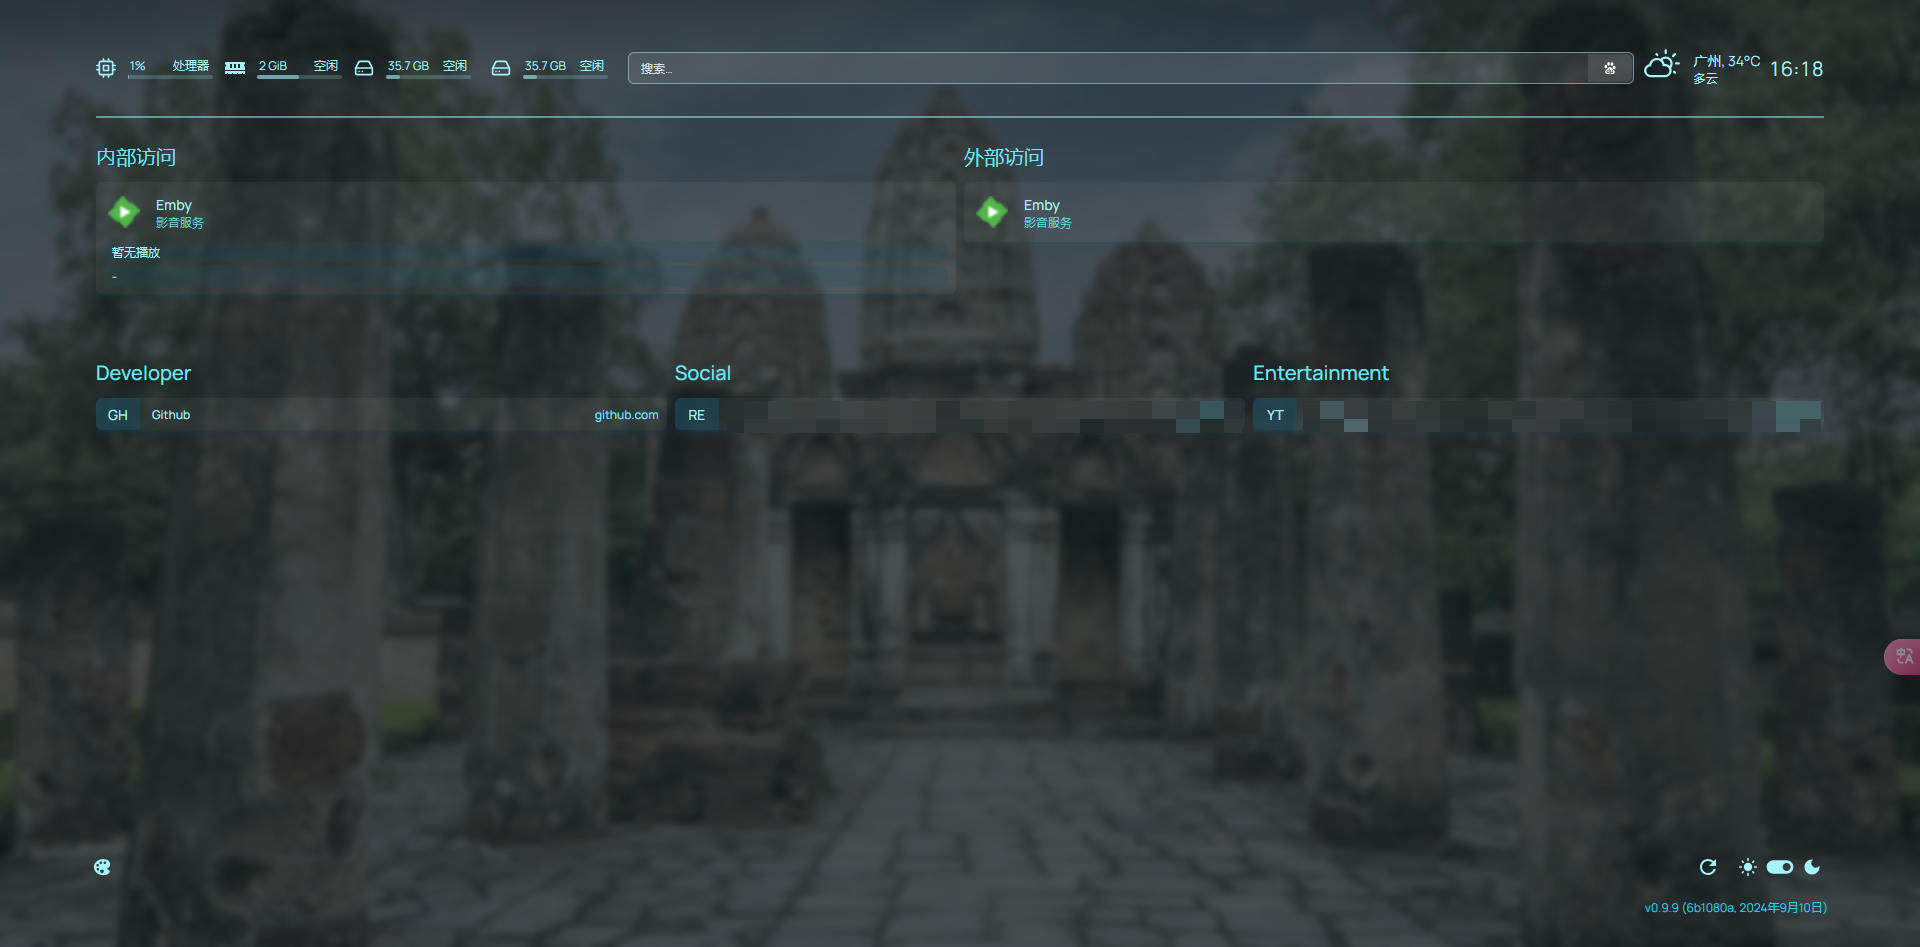 1% 处理器
2 GiB 空闲
35.7 GB 空闲
35.7 GB 空闲
搜索...
广州, 34°C
多云
16:18
内部访问
Emby
影音服务
暂无播放
-
外部访问
Emby
影音服务
Developer
GH Github github.com
Social
RE
Entertainment
YT
v0.9.9 (6b1080a, 2024年9月10日)